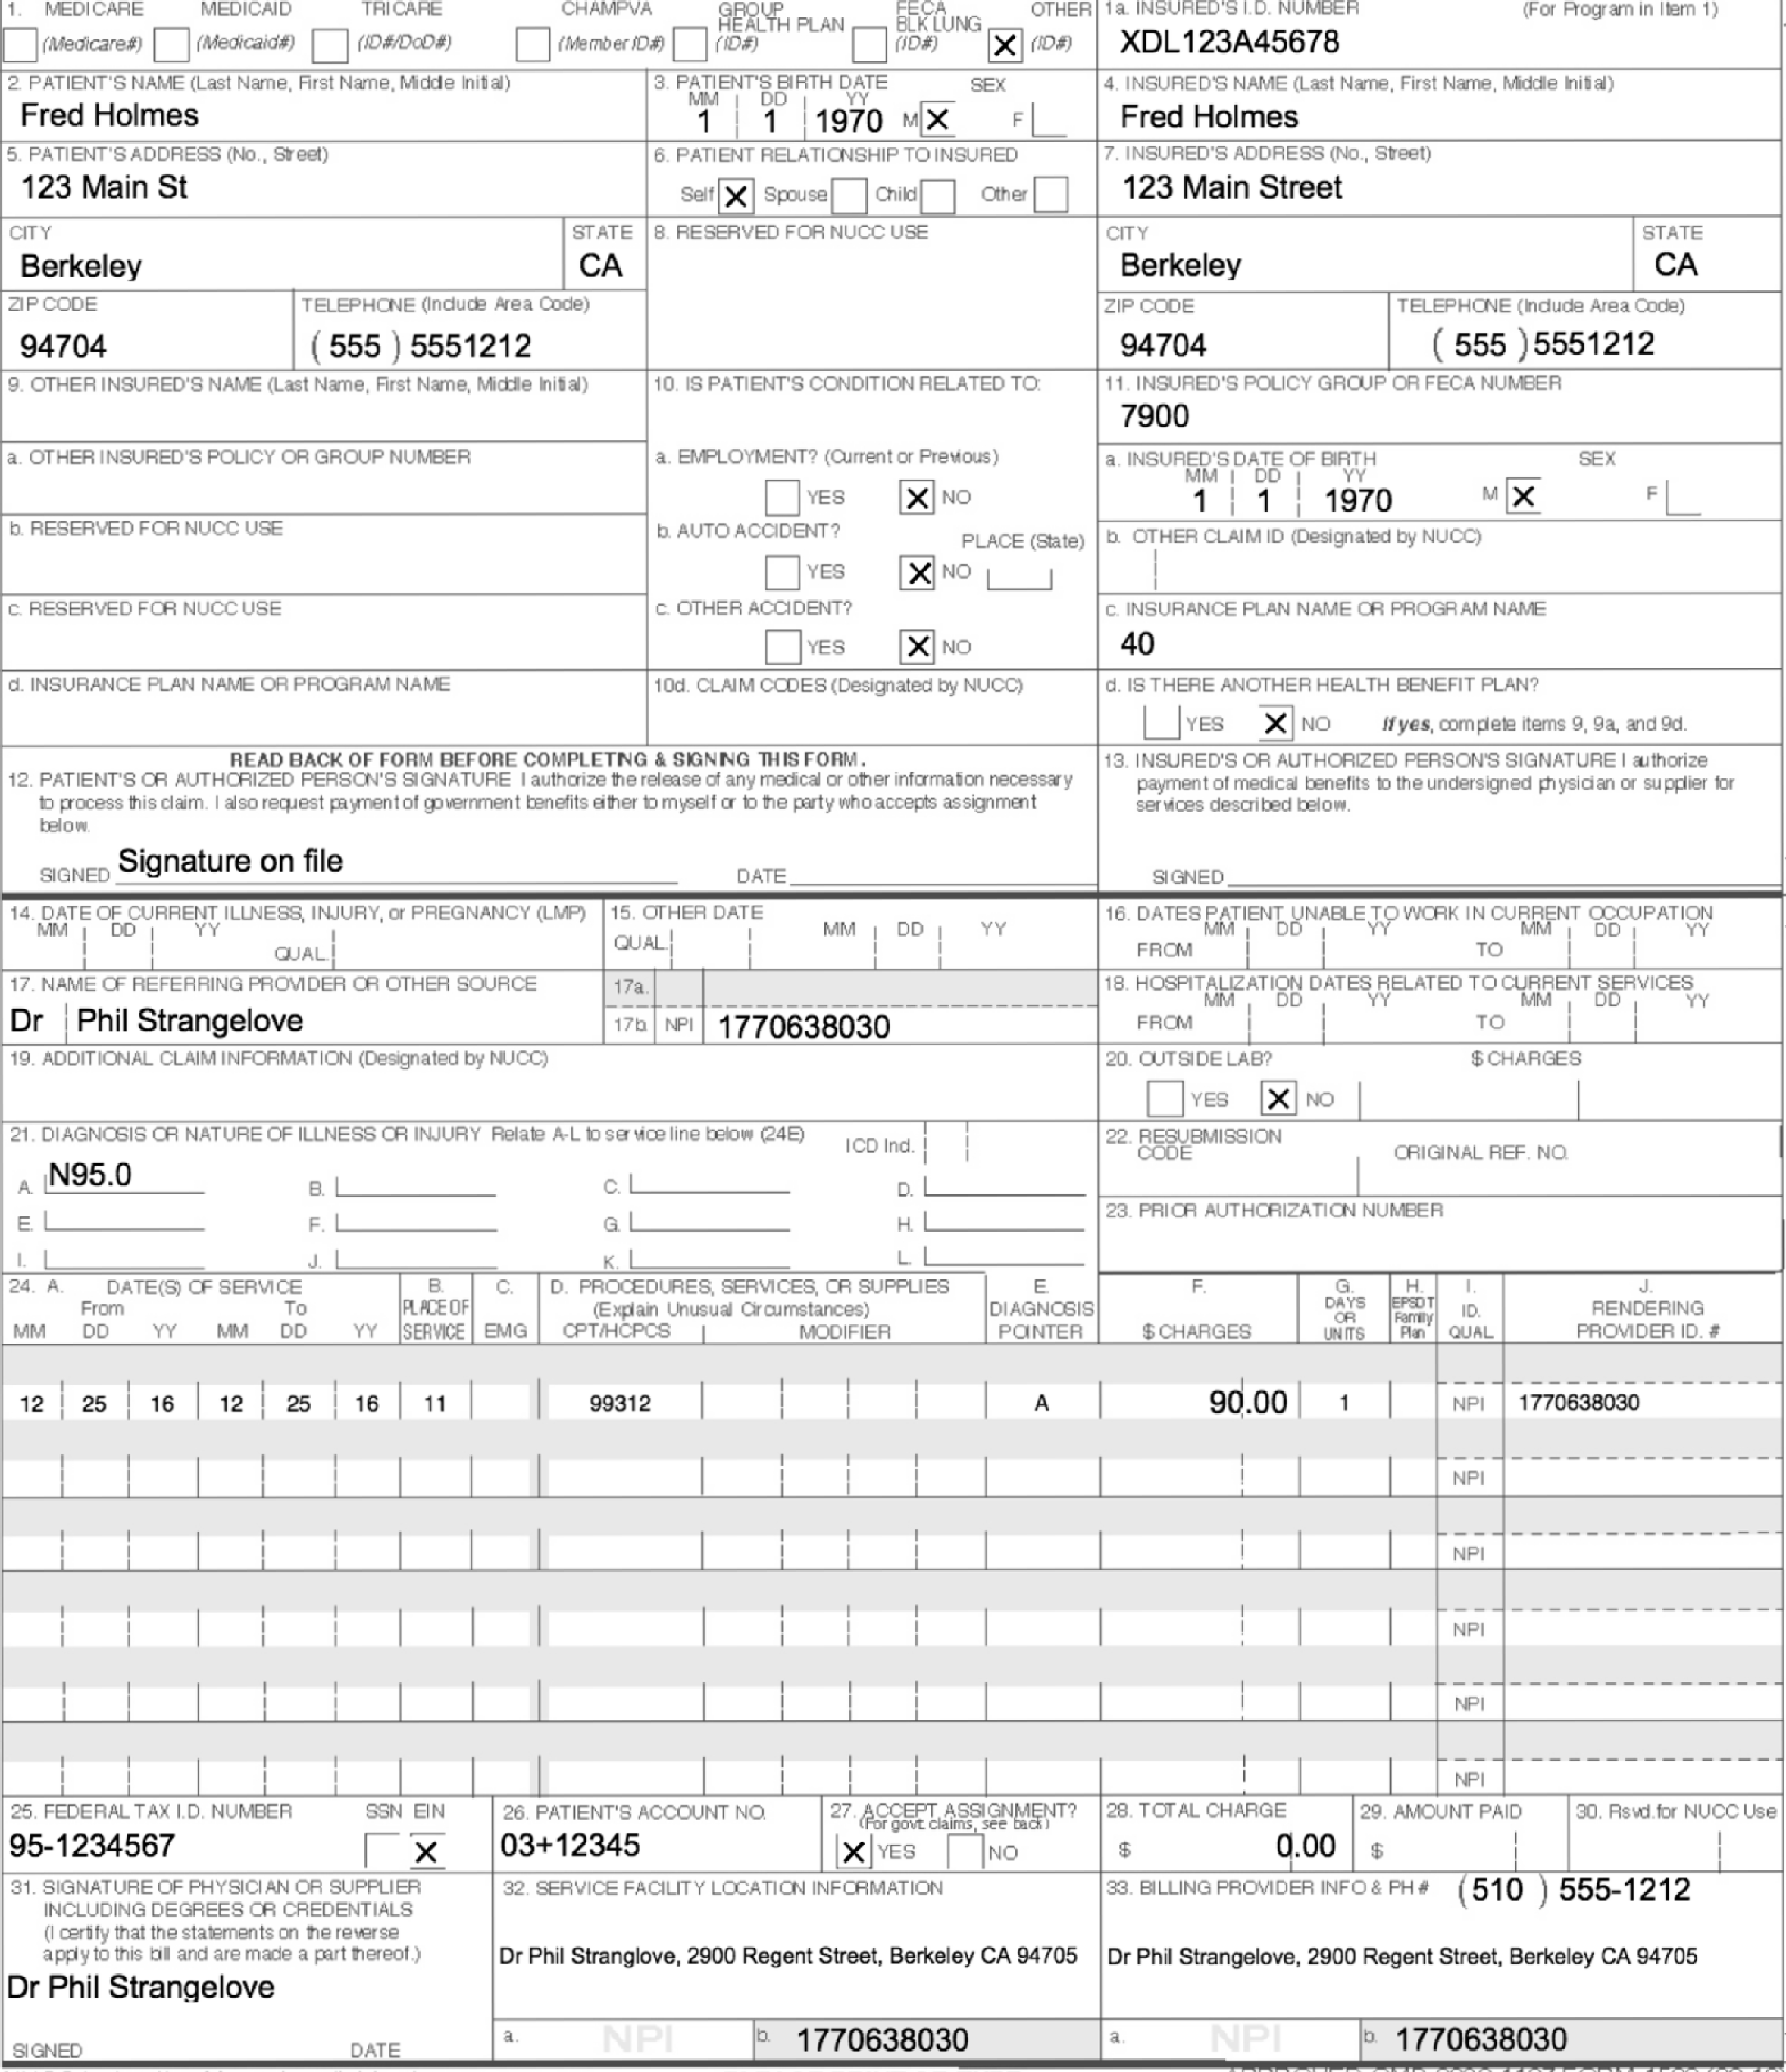 1. MEDICARE MEDICAID TRICARE CHAMPVA GROUP HEALTH PLAN FECA BLK LUNG OTHER
(Medicare#) (Medicaid#) (ID#/DoD#) (Member ID#) (ID#) (ID#) X (ID#)
1a. INSURED'S I.D. NUMBER (For Program in Item 1)
XDL123A45678
2. PATIENT'S NAME (Last Name, First Name, Middle Initial)
Fred Holmes
3. PATIENT'S BIRTH DATE SEX
MM DD YY
1 1 1970 M X F
4. INSURED'S NAME (Last Name, First Name, Middle Initial)
Fred Holmes
5. PATIENT'S ADDRESS (No., Street)
123 Main St
6. PATIENT RELATIONSHIP TO INSURED
Self X Spouse Child Other
7. INSURED'S ADDRESS (No., Street)
123 Main Street
CITY STATE
Berkeley CA
8. RESERVED FOR NUCC USE
CITY STATE
Berkeley CA
ZIP CODE TELEPHONE (Include Area Code)
94704 ( 555 ) 5551212
ZIP CODE TELEPHONE (Include Area Code)
94704 ( 555 ) 5551212
9. OTHER INSURED'S NAME (Last Name, First Name, Middle Initial)
10. IS PATIENT'S CONDITION RELATED TO:
11. INSURED'S POLICY GROUP OR FECA NUMBER
7900
a. OTHER INSURED'S POLICY OR GROUP NUMBER
a. EMPLOYMENT? (Current or Previous)
YES X NO
a. INSURED'S DATE OF BIRTH SEX
MM DD YY
1 1 1970 M X F
b. RESERVED FOR NUCC USE
b. AUTO ACCIDENT? PLACE (State)
YES X NO
b. OTHER CLAIM ID (Designated by NUCC)
c. RESERVED FOR NUCC USE
c. OTHER ACCIDENT?
YES X NO
c. INSURANCE PLAN NAME OR PROGRAM NAME
40
d. INSURANCE PLAN NAME OR PROGRAM NAME
10d. CLAIM CODES (Designated by NUCC)
d. IS THERE ANOTHER HEALTH BENEFIT PLAN?
YES X NO If yes, complete items 9, 9a, and 9d.
READ BACK OF FORM BEFORE COMPLETING & SIGNING THIS FORM.
12. PATIENT'S OR AUTHORIZED PERSON'S SIGNATURE I authorize the release of any medical or other information necessary
to process this claim. I also request payment of government benefits either to myself or to the party who accepts assignment
below.
SIGNED Signature on file DATE
13. INSURED'S OR AUTHORIZED PERSON'S SIGNATURE I authorize
payment of medical benefits to the undersigned physician or supplier for
services described below.
SIGNED
14. DATE OF CURRENT ILLNESS, INJURY, or PREGNANCY (LMP)
MM DD YY QUAL.
15. OTHER DATE
QUAL. MM DD YY
16. DATES PATIENT UNABLE TO WORK IN CURRENT OCCUPATION
MM DD YY MM DD YY
FROM TO
17. NAME OF REFERRING PROVIDER OR OTHER SOURCE
Dr Phil Strangelove
17a.
17b. NPI 1770638030
18. HOSPITALIZATION DATES RELATED TO CURRENT SERVICES
MM DD YY MM DD YY
FROM TO
19. ADDITIONAL CLAIM INFORMATION (Designated by NUCC)
20. OUTSIDE LAB? $ CHARGES
YES X NO
21. DIAGNOSIS OR NATURE OF ILLNESS OR INJURY Relate A-L to service line below (24E) ICD Ind.
A. N95.0 B. C. D.
E. F. G. H.
I. J. K. L.
22. RESUBMISSION CODE ORIGINAL REF. NO.
23. PRIOR AUTHORIZATION NUMBER
24. A. DATE(S) OF SERVICE B. C. D. PROCEDURES, SERVICES, OR SUPPLIES E. F. G. H. I. J.
From To PLACE OF (Explain Unusual Circumstances) DIAGNOSIS DAYS OR EPSDT Family ID. RENDERING
MM DD YY MM DD YY SERVICE EMG CPT/HCPCS MODIFIER POINTER $ CHARGES UNITS Plan QUAL. PROVIDER ID. #
12 25 16 12 25 16 11 99312 A 90.00 1 NPI 1770638030
NPI
NPI
NPI
NPI
NPI
25. FEDERAL TAX I.D. NUMBER SSN EIN
95-1234567 X
26. PATIENT'S ACCOUNT NO.
03+12345
27. ACCEPT ASSIGNMENT?
(For govt. claims, see back)
X YES NO
28. TOTAL CHARGE
$ 0.00
29. AMOUNT PAID
$
30. Rsvd. for NUCC Use
31. SIGNATURE OF PHYSICIAN OR SUPPLIER
INCLUDING DEGREES OR CREDENTIALS
(I certify that the statements on the reverse
apply to this bill and are made a part thereof.)
Dr Phil Strangelove
SIGNED DATE
32. SERVICE FACILITY LOCATION INFORMATION
Dr Phil Stranglove, 2900 Regent Street, Berkeley CA 94705
a. NPI b. 1770638030
33. BILLING PROVIDER INFO & PH # (510 ) 555-1212
Dr Phil Strangelove, 2900 Regent Street, Berkeley CA 94705
a. NPI b. 1770638030